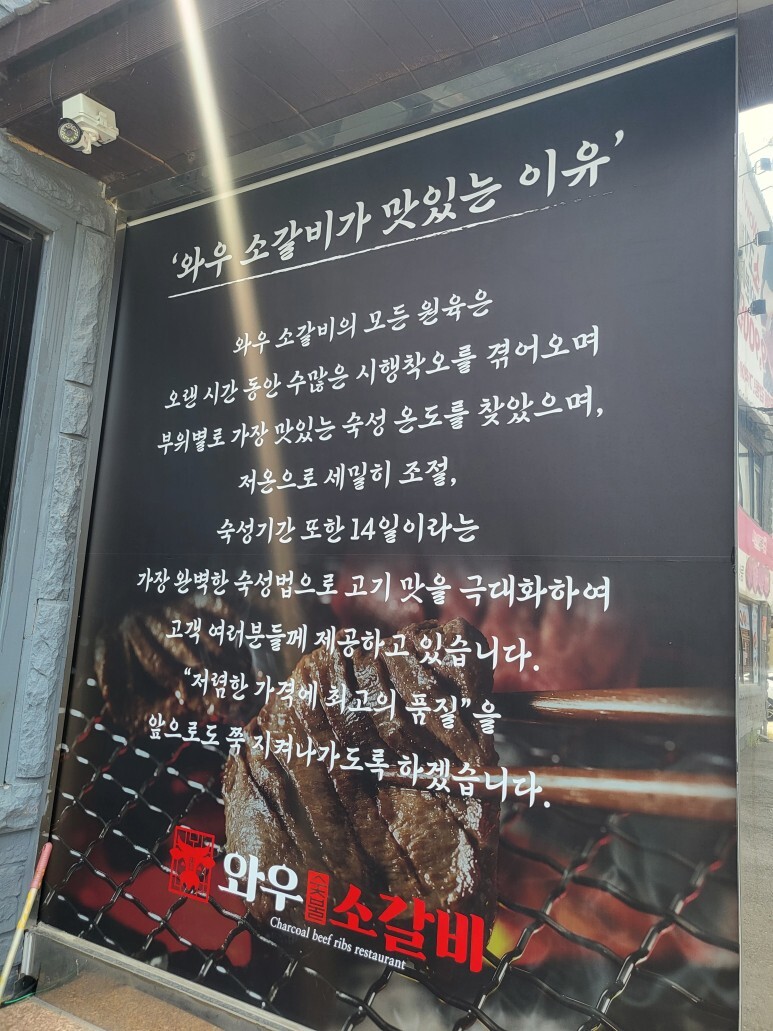 ‘와우 소갈비가 맛있는 이유’
와우 소갈비의 모든 원육은
오랜 시간 동안 수많은 시행착오를 겪어오며
부위별로 가장 맛있는 숙성 온도를 찾았으며,
저온으로 세밀히 조절,
숙성기간 또한 14일이라는
가장 완벽한 숙성법으로 고기 맛을 극대화하여
고객 여러분들께 제공하고 있습니다.
“저렴한 가격에 최고의 품질”을
앞으로도 쭉 지켜나가도록 하겠습니다.
와우 소갈비
Charcoal beef ribs restaurant